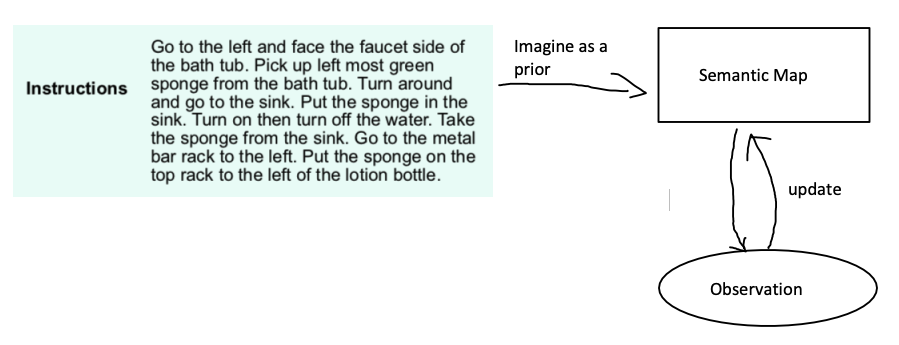 Instructions
Go to the left and face the faucet side of
the bath tub. Pick up left most green
sponge from the bath tub. Turn around
and go to the sink. Put the sponge in the
sink. Turn on then turn off the water. Take
the sponge from the sink. Go to the metal
bar rack to the left. Put the sponge on the
top rack to the left of the lotion bottle.
Imagine as a
prior
Semantic Map
update
Observation